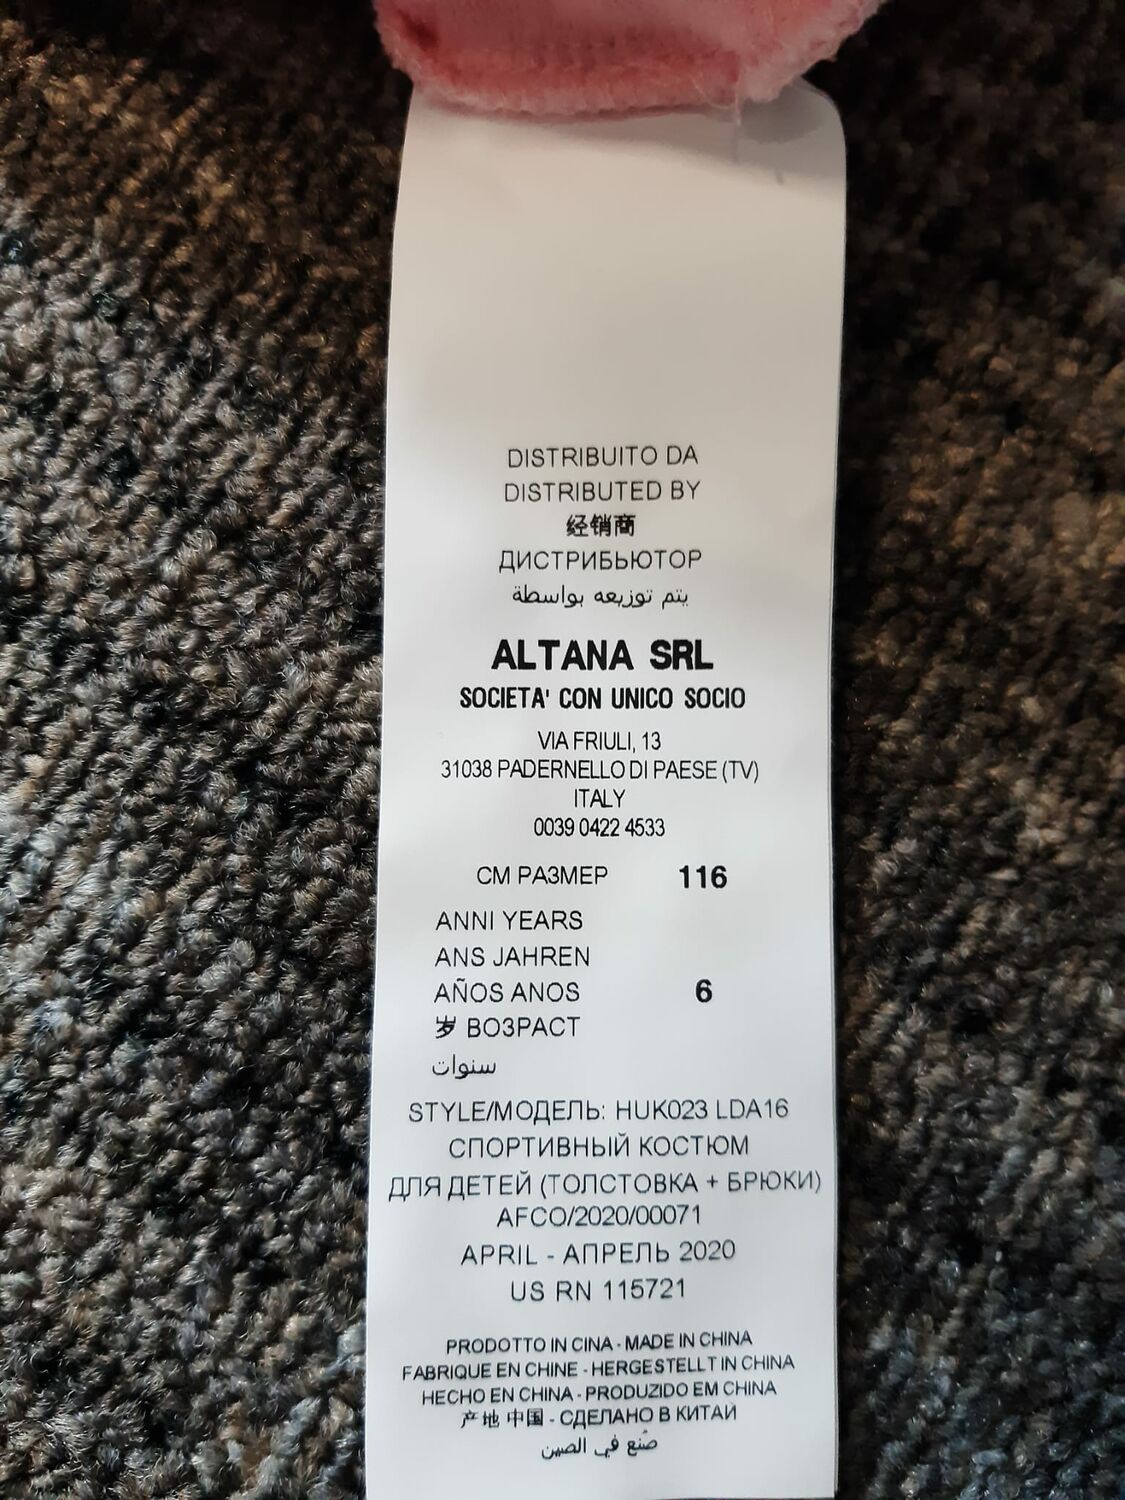 DISTRIBUITO DA
DISTRIBUTED BY
经销商
ДИСТРИБЬЮТОР
يتم توزيعه بواسطة
ALTANA SRL
SOCIETA' CON UNICO SOCIO
VIA FRIULI, 13
31038 PADERNELLO DI PAESE (TV)
ITALY
0039 0422 4533
СМ РАЗМЕР 116
ANNI YEARS
ANS JAHREN
AÑOS ANOS 6
岁 ВОЗРАСТ
سنوات
STYLE/МОДЕЛЬ: HUK023 LDA16
СПОРТИВНЫЙ КОСТЮМ
ДЛЯ ДЕТЕЙ (ТОЛСТОВКА + БРЮКИ)
AFCO/2020/00071
APRIL - АПРЕЛЬ 2020
US RN 115721
PRODOTTO IN CINA - MADE IN CHINA
FABRIQUE EN CHINE - HERGESTELLT IN CHINA
HECHO EN CHINA - PRODUZIDO EM CHINA
产地 中国 - СДЕЛАНО В КИТАЙ
صنع في الصين